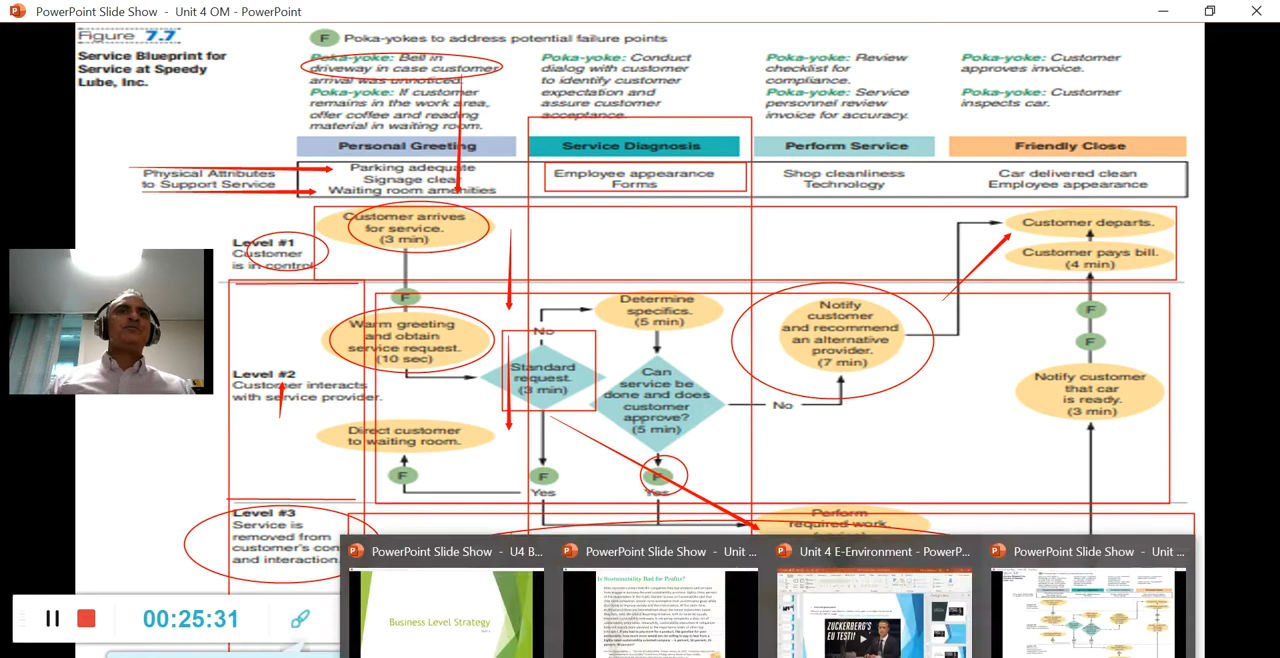 PowerPoint Slide Show  -  Unit 4 OM - PowerPoint
Figure 7.7
Service Blueprint for
Service at Speedy
Lube, Inc.
F Poka-yokes to address potential failure points
Poka-yoke: Bell in
driveway in case customer
arrival was unnoticed.
Poka-yoke: If customer
remains in the work area,
offer coffee and reading
material in waiting room.
Poka-yoke: Conduct
dialog with customer
to identify customer
expectation and
assure customer
acceptance.
Poka-yoke: Review
checklist for
compliance.
Poka-yoke: Service
personnel review
invoice for accuracy.
Poka-yoke: Customer
approves invoice.
Poka-yoke: Customer
inspects car.
Personal Greeting
Service Diagnosis
Perform Service
Friendly Close
Physical Attributes
to Support Service
Parking adequate
Signage clear
Waiting room amenities
Employee appearance
Forms
Shop cleanliness
Technology
Car delivered clean
Employee appearance
Level #1
Customer
is in control.
Customer arrives
for service.
(3 min)
Customer departs.
Customer pays bill.
(4 min)
F
Level #2
Customer interacts
with service provider.
Warm greeting
and obtain
service request.
(10 sec)
No
Standard
request.
(3 min)
Determine
specifics.
(5 min)
Can
service be
done and does
customer
approve?
(5 min)
No
Notify
customer
and recommend
an alternative
provider.
(7 min)
F
F
Notify customer
that car
is ready.
(3 min)
Direct customer
to waiting room.
F
F
Yes
F
Yes
Level #3
Service is
removed from
customer's con
and interaction
Perform
required work.
00:25:31
PowerPoint Slide Show  -  U4 B...
PowerPoint Slide Show  -  Unit ...
Unit 4 E-Environment - PowerP...
PowerPoint Slide Show  -  Unit ...
Business Level Strategy
Is Sustainability Bad for Profits?
ZUCKERBERG'S
EU TEST!!